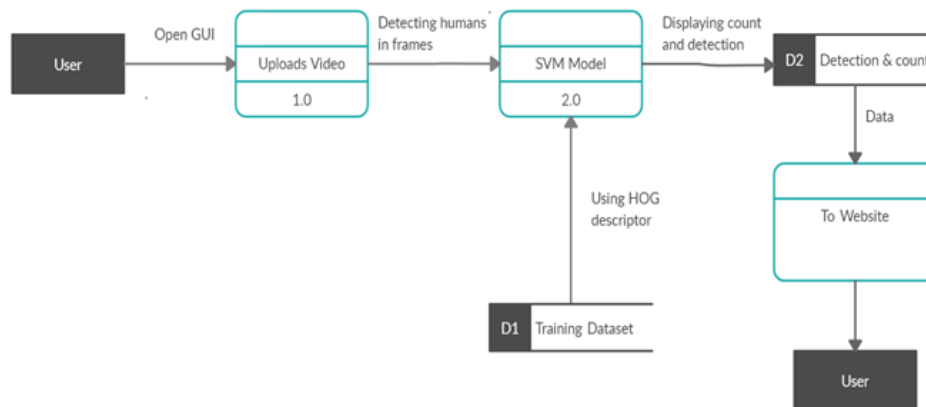 Open GUI
Detecting humans
in frames
Displaying count
and detection
User
Uploads Video
SVM Model
D2
Detection & count
1.0
2.0
Data
Using HOG
descriptor
To Website
D1
Training Dataset
User